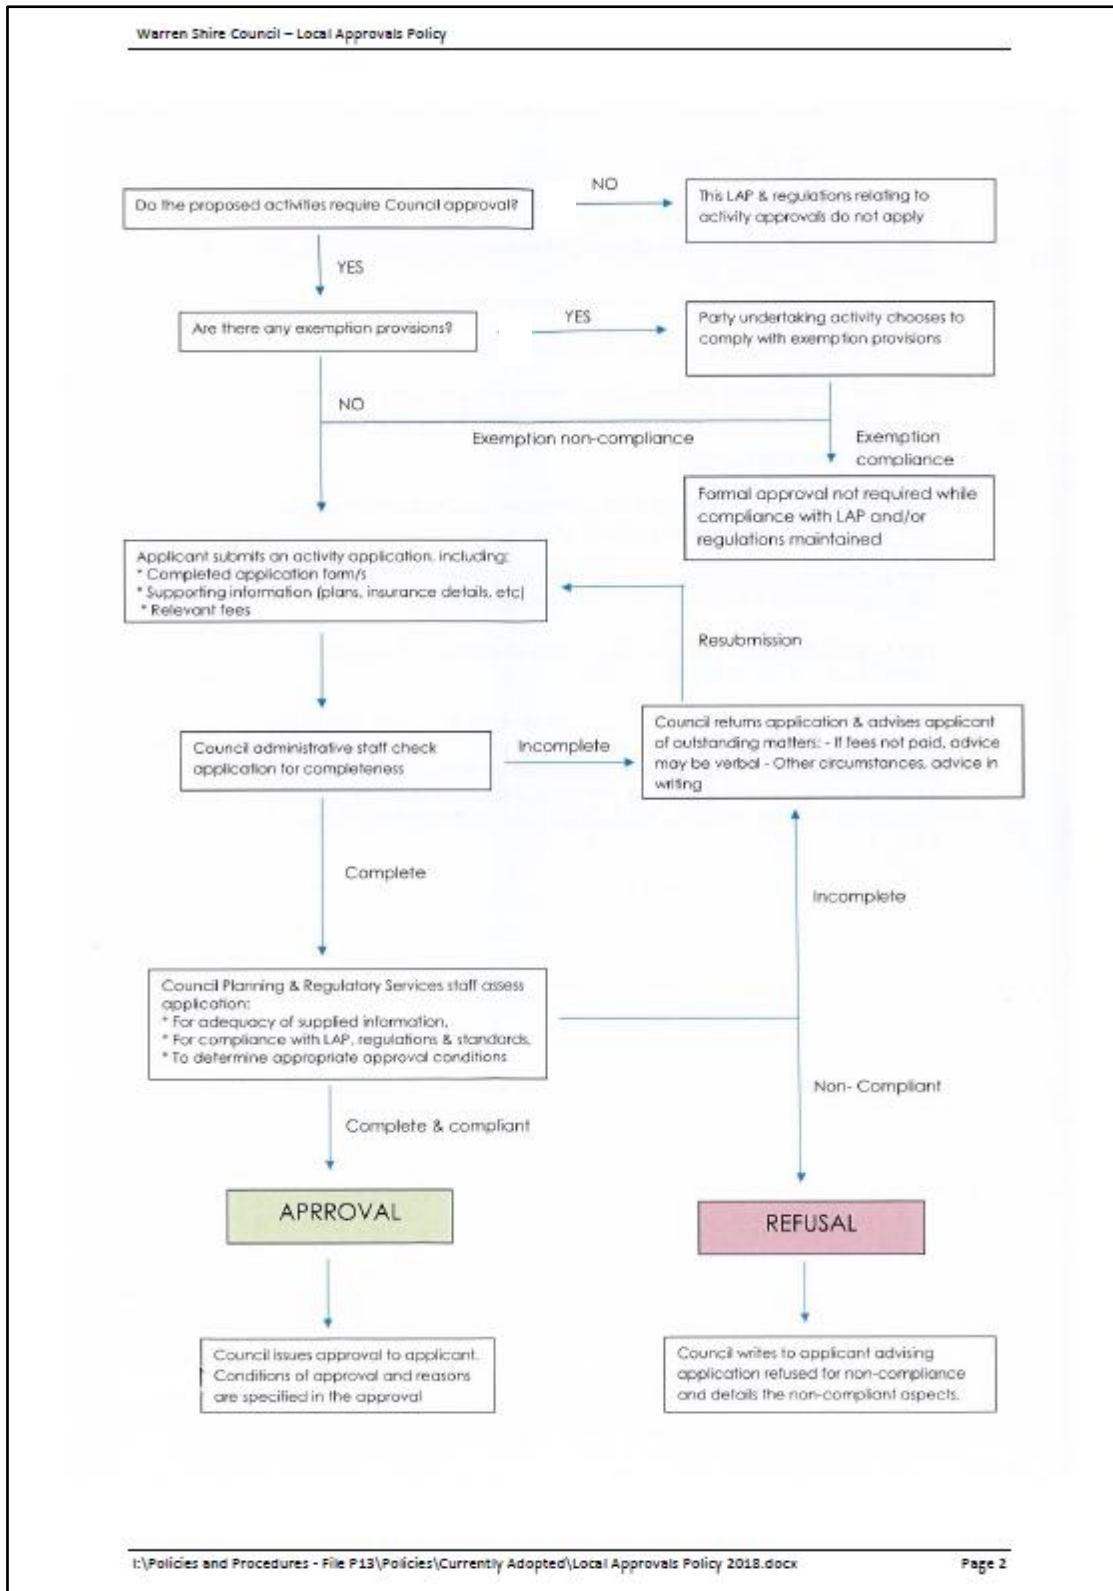 Warren Shire Council – Local Approvals Policy
Do the proposed activities require Council approval?
NO
This LAP & regulations relating to
activity approvals do not apply
YES
Are there any exemption provisions?
YES
Party undertaking activity chooses to
comply with exemption provisions
NO
Exemption non-compliance
Exemption
compliance
Formal approval not required while
compliance with LAP and/or
regulations maintained
Applicant submits an activity application, including:
* Completed application form/s
* Supporting information (plans, insurance details, etc)
* Relevant fees
Resubmission
Council administrative staff check
application for completeness
Incomplete
Council returns application & advises applicant
of outstanding matters: - If fees not paid, advice
may be verbal - Other circumstances, advice in
writing
Complete
Incomplete
Council Planning & Regulatory Services staff assess
application:
* For adequacy of supplied information,
* For compliance with LAP, regulations & standards,
* To determine appropriate approval conditions
Non- Compliant
Complete & compliant
APRROVAL
REFUSAL
Council issues approval to applicant.
Conditions of approval and reasons
are specified in the approval
Council writes to applicant advising
application refused for non-compliance
and details the non-compliant aspects.
I:\Policies and Procedures - File P13\Policies\Currently Adopted\Local Approvals Policy 2018.docx
Page 2